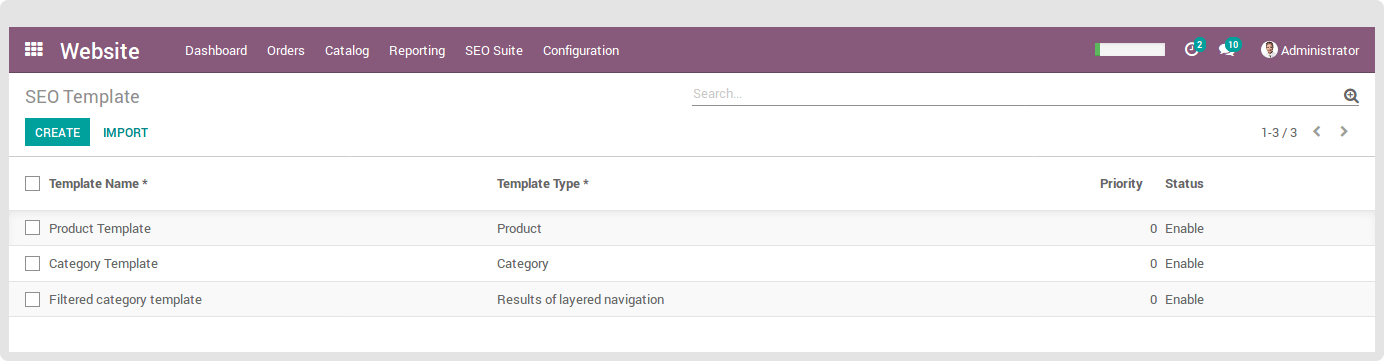 Website Dashboard Orders Catalog Reporting SEO Suite Configuration 2 10 Administrator
SEO Template Search...
CREATE IMPORT 1-3 / 3
Template Name * Template Type * Priority Status
Product Template Product 0 Enable
Category Template Category 0 Enable
Filtered category template Results of layered navigation 0 Enable